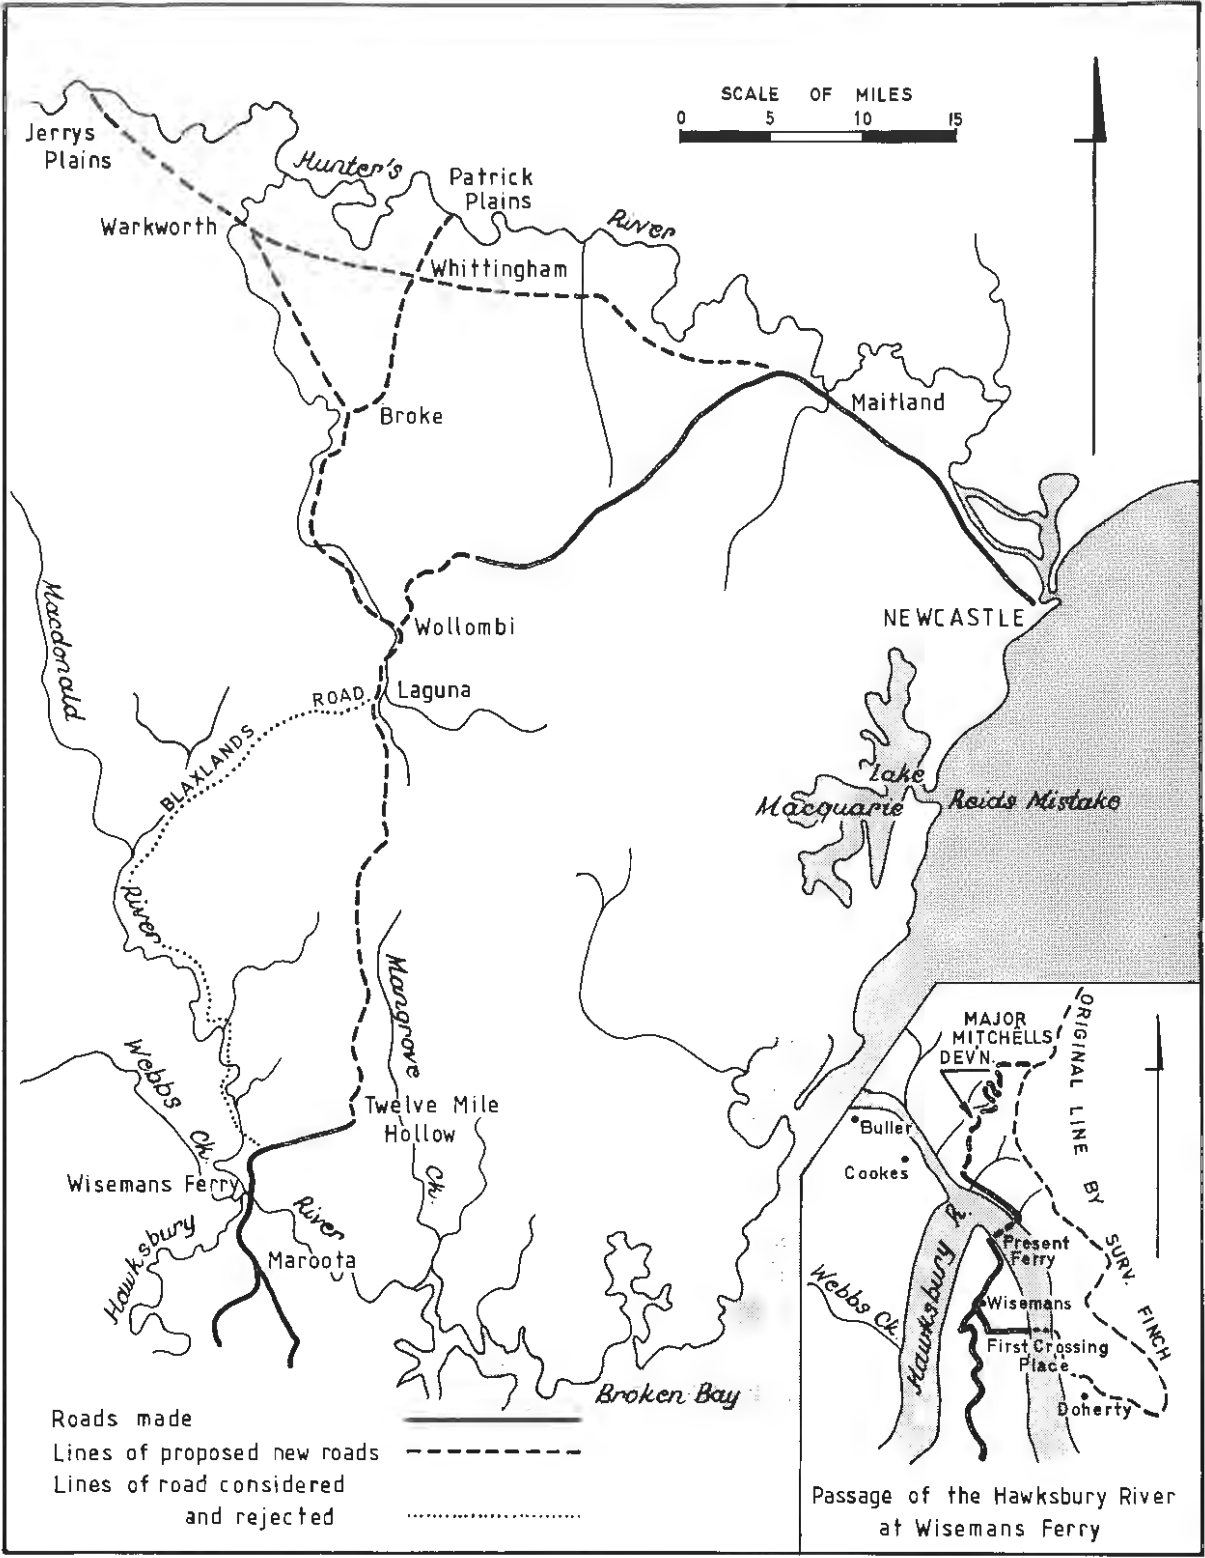 SCALE OF MILES
0 5 10 15
Jerrys
Plains
Hunter's
River
Patrick
Plains
Warkworth
Whittingham
Broke
Maitland
NEWCASTLE
Wollombi
Laguna
Macdonald
River
BLAXLANDS ROAD
Lake
Macquarie
Reids Mistake
Mangrove
Ck.
Webbs
Ck.
Twelve Mile
Hollow
Wisemans Ferry
Hawksbury
River
Maroota
Broken Bay
Roads made
Lines of proposed new roads
Lines of road considered
and rejected
MAJOR
MITCHELLS
DEV'N.
ORIGINAL LINE BY SURV. FINCH
Buller
Cookes
Hawksbury R.
Webbs Ck.
Present
Ferry
Wisemans
First Crossing
Place
Doherty
Passage of the Hawksbury River
at Wisemans Ferry